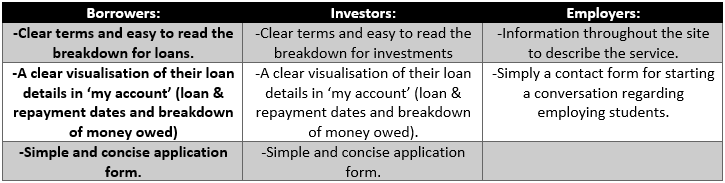 Borrowers:
Investors:
Employers:
-Clear terms and easy to read the
breakdown for loans.
-Clear terms and easy to read the
breakdown for investments
-Information throughout the site
to describe the service.
-A clear visualisation of their loan
details in ‘my account’ (loan &
repayment dates and breakdown
of money owed)
-A clear visualisation of their loan
details in ‘my account’ (loan &
repayment dates and breakdown
of money owed).
-Simply a contact form for starting
a conversation regarding
employing students.
-Simple and concise application
form.
-Simple and concise application
form.